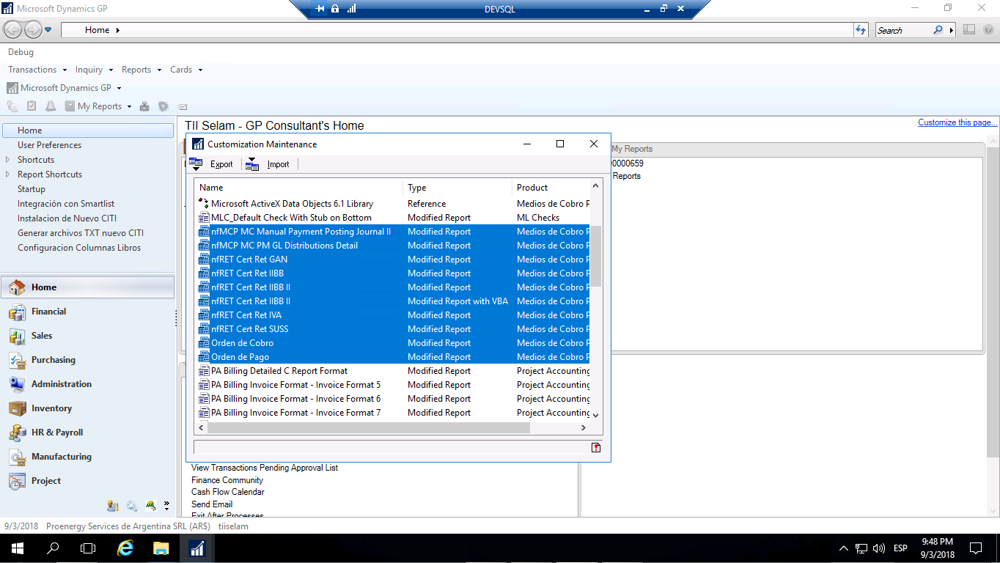 Microsoft Dynamics GP
DEVSQL
Home
Search
Debug
Transactions Inquiry Reports Cards
Microsoft Dynamics GP
My Reports
Home
User Preferences
Shortcuts
Report Shortcuts
Startup
Integración con Smartlist
Instalacion de Nuevo CITI
Generar archivos TXT nuevo CITI
Configuracion Columnas Libros
Home
Financial
Sales
Purchasing
Administration
Inventory
HR & Payroll
Manufacturing
Project
TII Selam - GP Consultant's Home
Customize this page...
Customization Maintenance
Export Import
Name Type Product
Microsoft ActiveX Data Objects 6.1 Library Reference Medios de Cobro P
MLC_Default Check With Stub on Bottom Modified Report ML Checks
nfMCP MC Manual Payment Posting Journal II Modified Report Medios de Cobro P
nfMCP MC PM GL Distributions Detail Modified Report Medios de Cobro P
nfRET Cert Ret GAN Modified Report Medios de Cobro P
nfRET Cert Ret IIBB Modified Report Medios de Cobro P
nfRET Cert Ret IIBB II Modified Report Medios de Cobro P
nfRET Cert Ret IIBB II Modified Report with VBA Medios de Cobro P
nfRET Cert Ret IVA Modified Report Medios de Cobro P
nfRET Cert Ret SUSS Modified Report Medios de Cobro P
Orden de Cobro Modified Report Medios de Cobro P
Orden de Pago Modified Report Medios de Cobro P
PA Billing Detailed C Report Format Modified Report Project Accounting
PA Billing Invoice Format - Invoice Format 5 Modified Report Project Accounting
PA Billing Invoice Format - Invoice Format 6 Modified Report Project Accounting
PA Billing Invoice Format - Invoice Format 7 Modified Report Project Accounting
My Reports
00000659
Reports
View Transactions Pending Approval List
Finance Community
Cash Flow Calendar
Send Email
Exit After Processes
9/3/2018 Proenergy Services de Argentina SRL (AR$) tiiselam
ESP
9:48 PM
9/3/2018